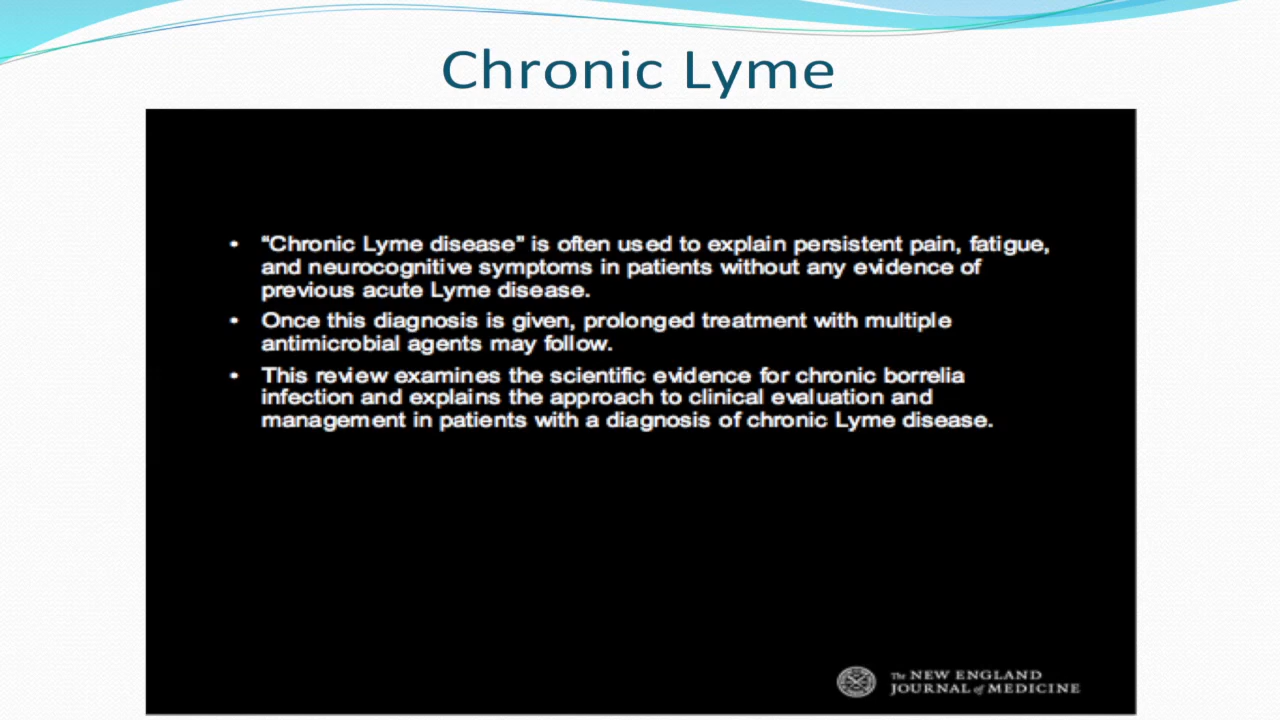 Chronic Lyme
• “Chronic Lyme disease” is often used to explain persistent pain, fatigue,
and neurocognitive symptoms in patients without any evidence of
previous acute Lyme disease.
• Once this diagnosis is given, prolonged treatment with multiple
antimicrobial agents may follow.
• This review examines the scientific evidence for chronic borrelia
infection and explains the approach to clinical evaluation and
management in patients with a diagnosis of chronic Lyme disease.
The NEW ENGLAND
JOURNAL of MEDICINE